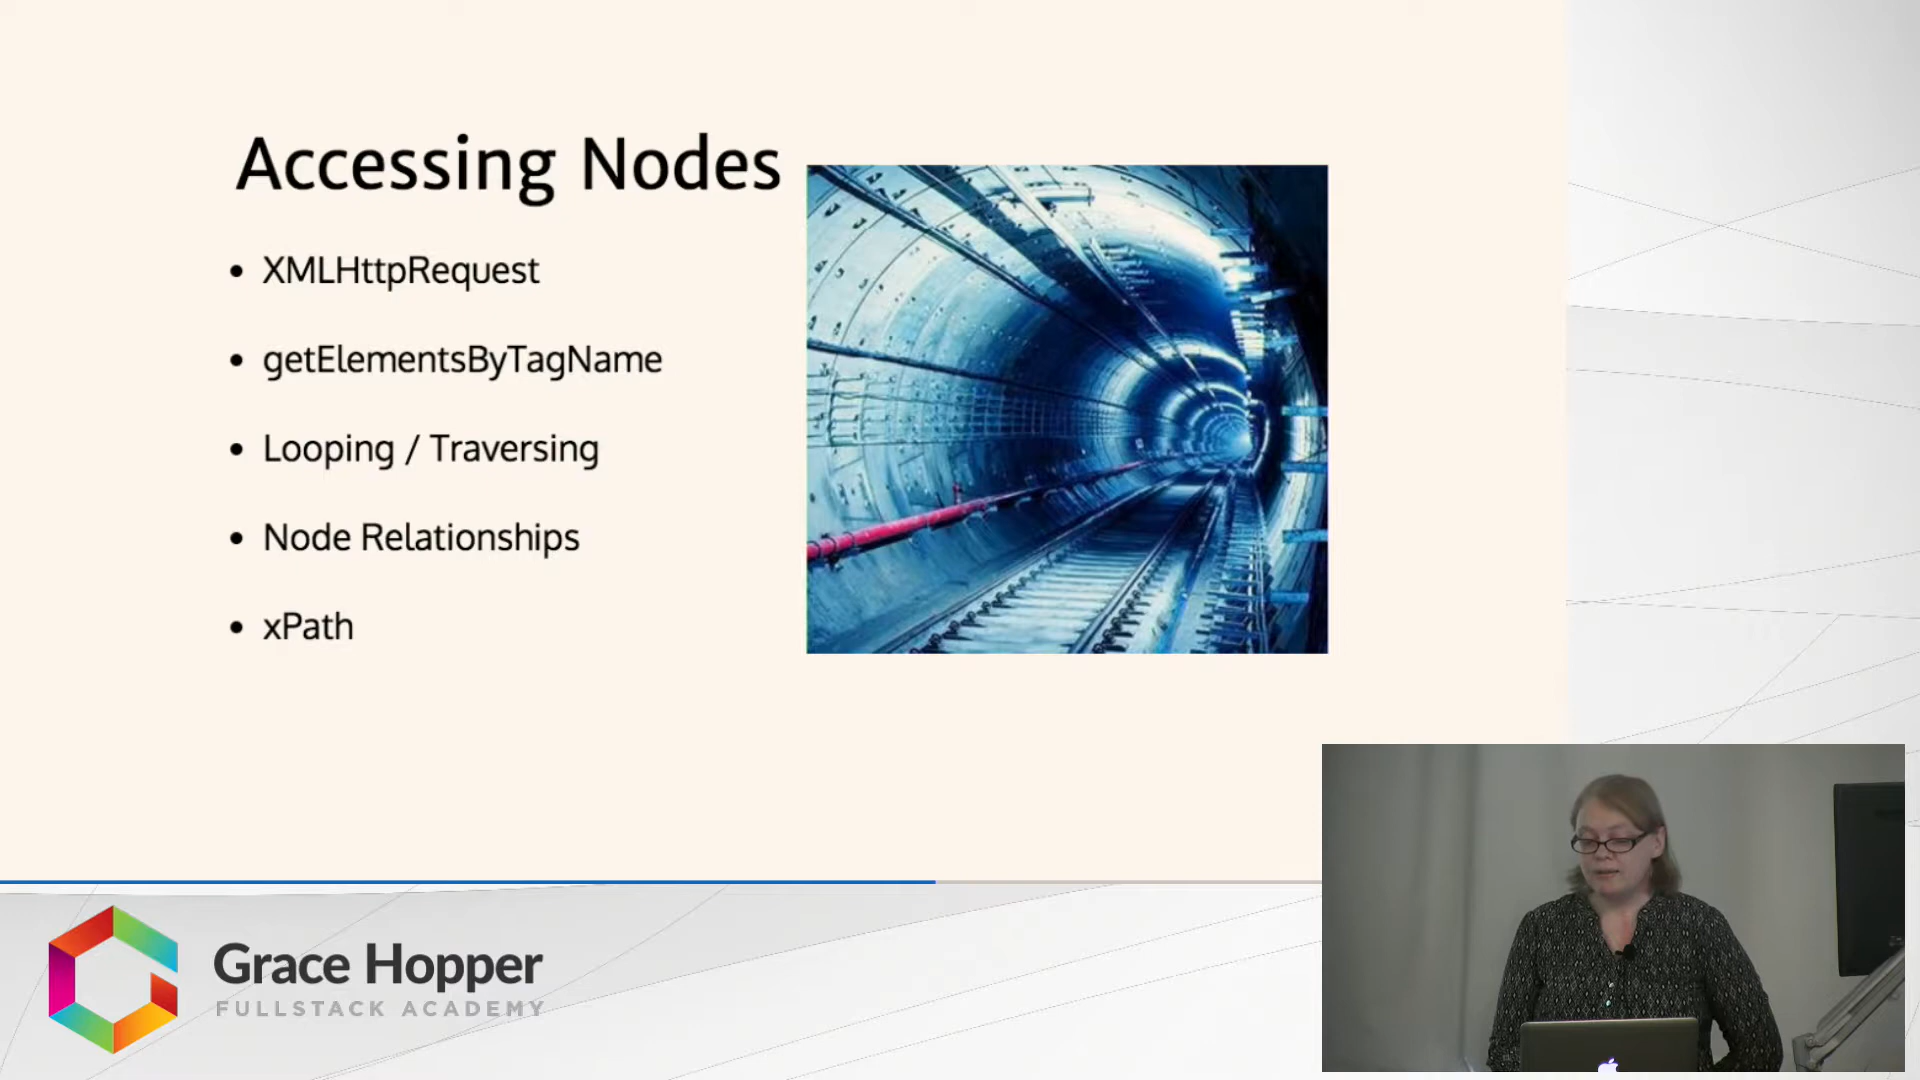 Accessing Nodes
XMLHttpRequest
getElementsByTagName
Looping / Traversing
Node Relationships
xPath
Grace Hopper
FULLSTACK ACADEMY